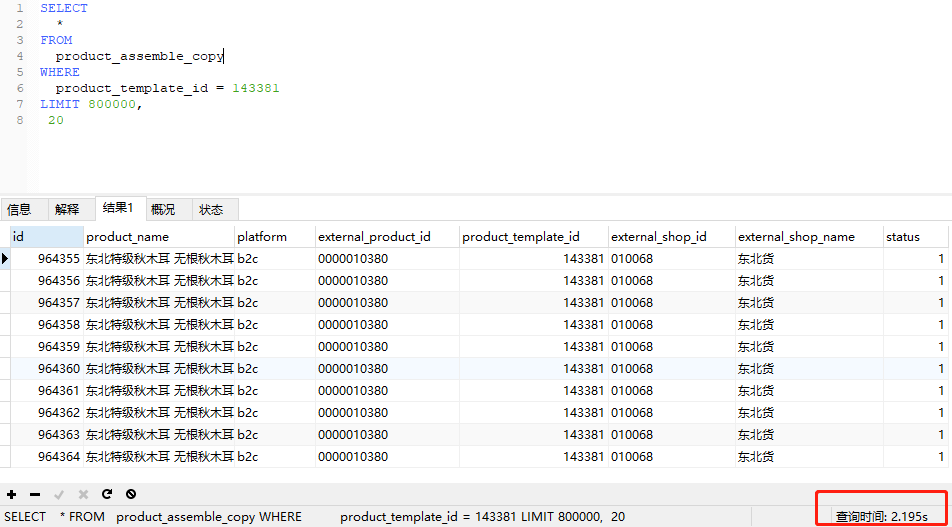 1 SELECT
2 *
3 FROM
4 product_assemble_copy
5 WHERE
6 product_template_id = 143381
7 LIMIT 800000,
8 20
信息 解释 结果1 概况 状态
id product_name platform external_product_id product_template_id external_shop_id external_shop_name status
964355 东北特级秋木耳 无根秋木耳 b2c 0000010380 143381 010068 东北货 1
964356 东北特级秋木耳 无根秋木耳 b2c 0000010380 143381 010068 东北货 1
964357 东北特级秋木耳 无根秋木耳 b2c 0000010380 143381 010068 东北货 1
964358 东北特级秋木耳 无根秋木耳 b2c 0000010380 143381 010068 东北货 1
964359 东北特级秋木耳 无根秋木耳 b2c 0000010380 143381 010068 东北货 1
964360 东北特级秋木耳 无根秋木耳 b2c 0000010380 143381 010068 东北货 1
964361 东北特级秋木耳 无根秋木耳 b2c 0000010380 143381 010068 东北货 1
964362 东北特级秋木耳 无根秋木耳 b2c 0000010380 143381 010068 东北货 1
964363 东北特级秋木耳 无根秋木耳 b2c 0000010380 143381 010068 东北货 1
964364 东北特级秋木耳 无根秋木耳 b2c 0000010380 143381 010068 东北货 1
SELECT * FROM product_assemble_copy WHERE product_template_id = 143381 LIMIT 800000, 20 查询时间: 2.195s